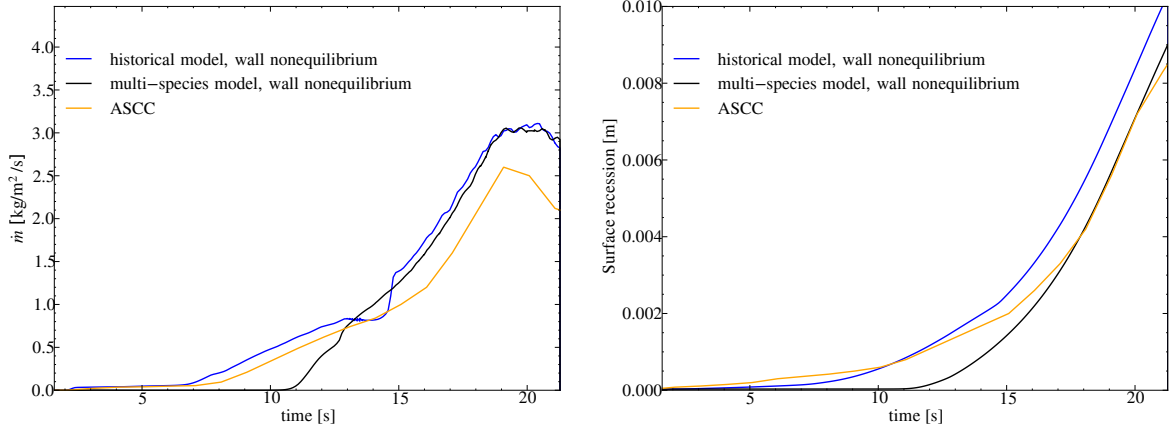 4.0
3.5
3.0
2.5
2.0
1.5
1.0
0.5
0.0
ṁ [kg/m²/s]
historical model, wall nonequilibrium
multi−species model, wall nonequilibrium
ASCC
5 10 15 20
time [s]
0.010
0.008
0.006
0.004
0.002
0.000
Surface recession [m]
historical model, wall nonequilibrium
multi−species model, wall nonequilibrium
ASCC
5 10 15 20
time [s]